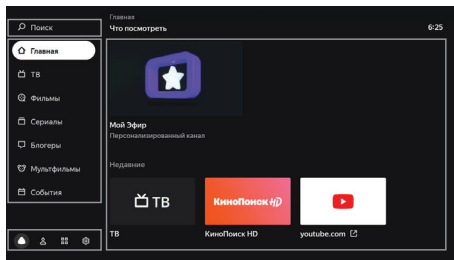 Поиск
Главная
ТВ
Фильмы
Сериалы
Блогеры
Мультфильмы
События
Главная
Что посмотреть
6:25
Мой Эфир
Персонализированный канал
Недавние
ТВ
КиноПоиск HD
ТВ
КиноПоиск HD
youtube.com